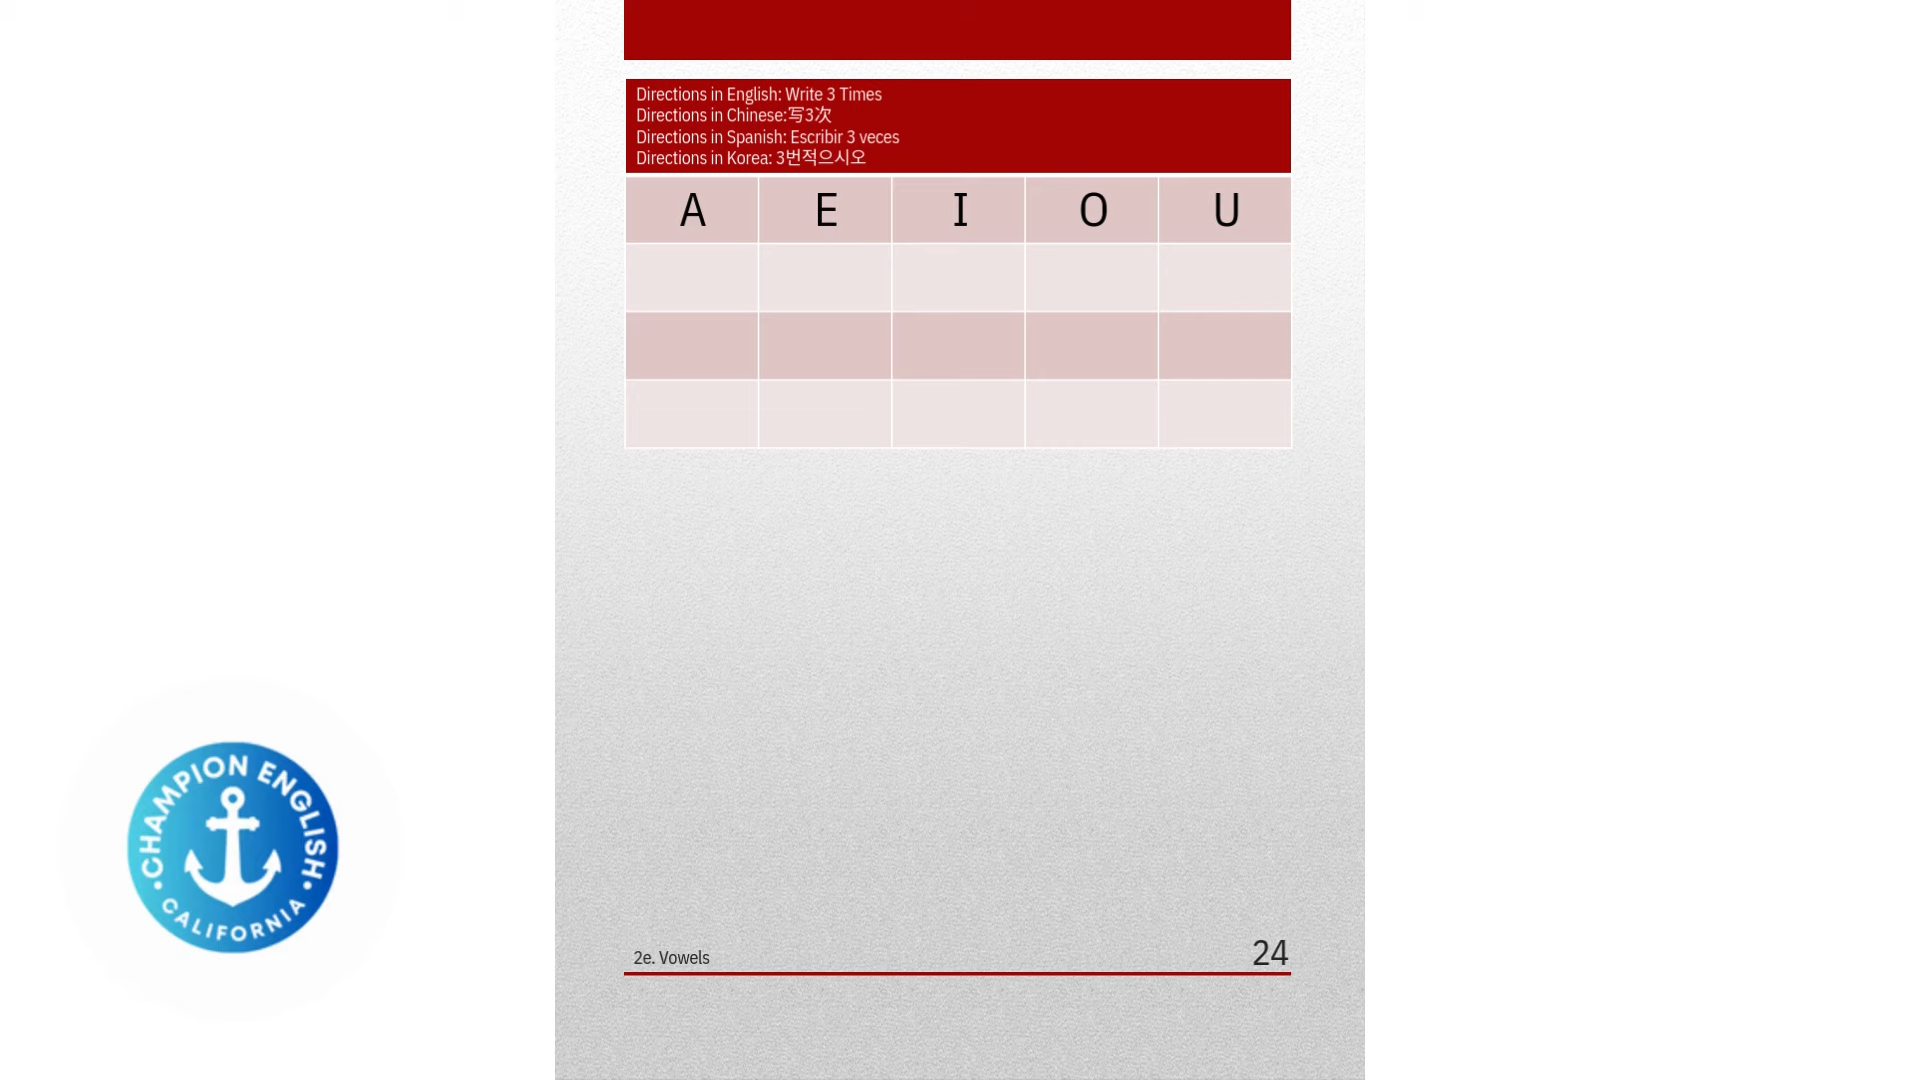 Directions in English: Write 3 Times
Directions in Chinese:写3次
Directions in Spanish: Escribir 3 veces
Directions in Korea: 3번적으시오
A E I O U
CHAMPION ENGLISH
CALIFORNIA
2e. Vowels
24